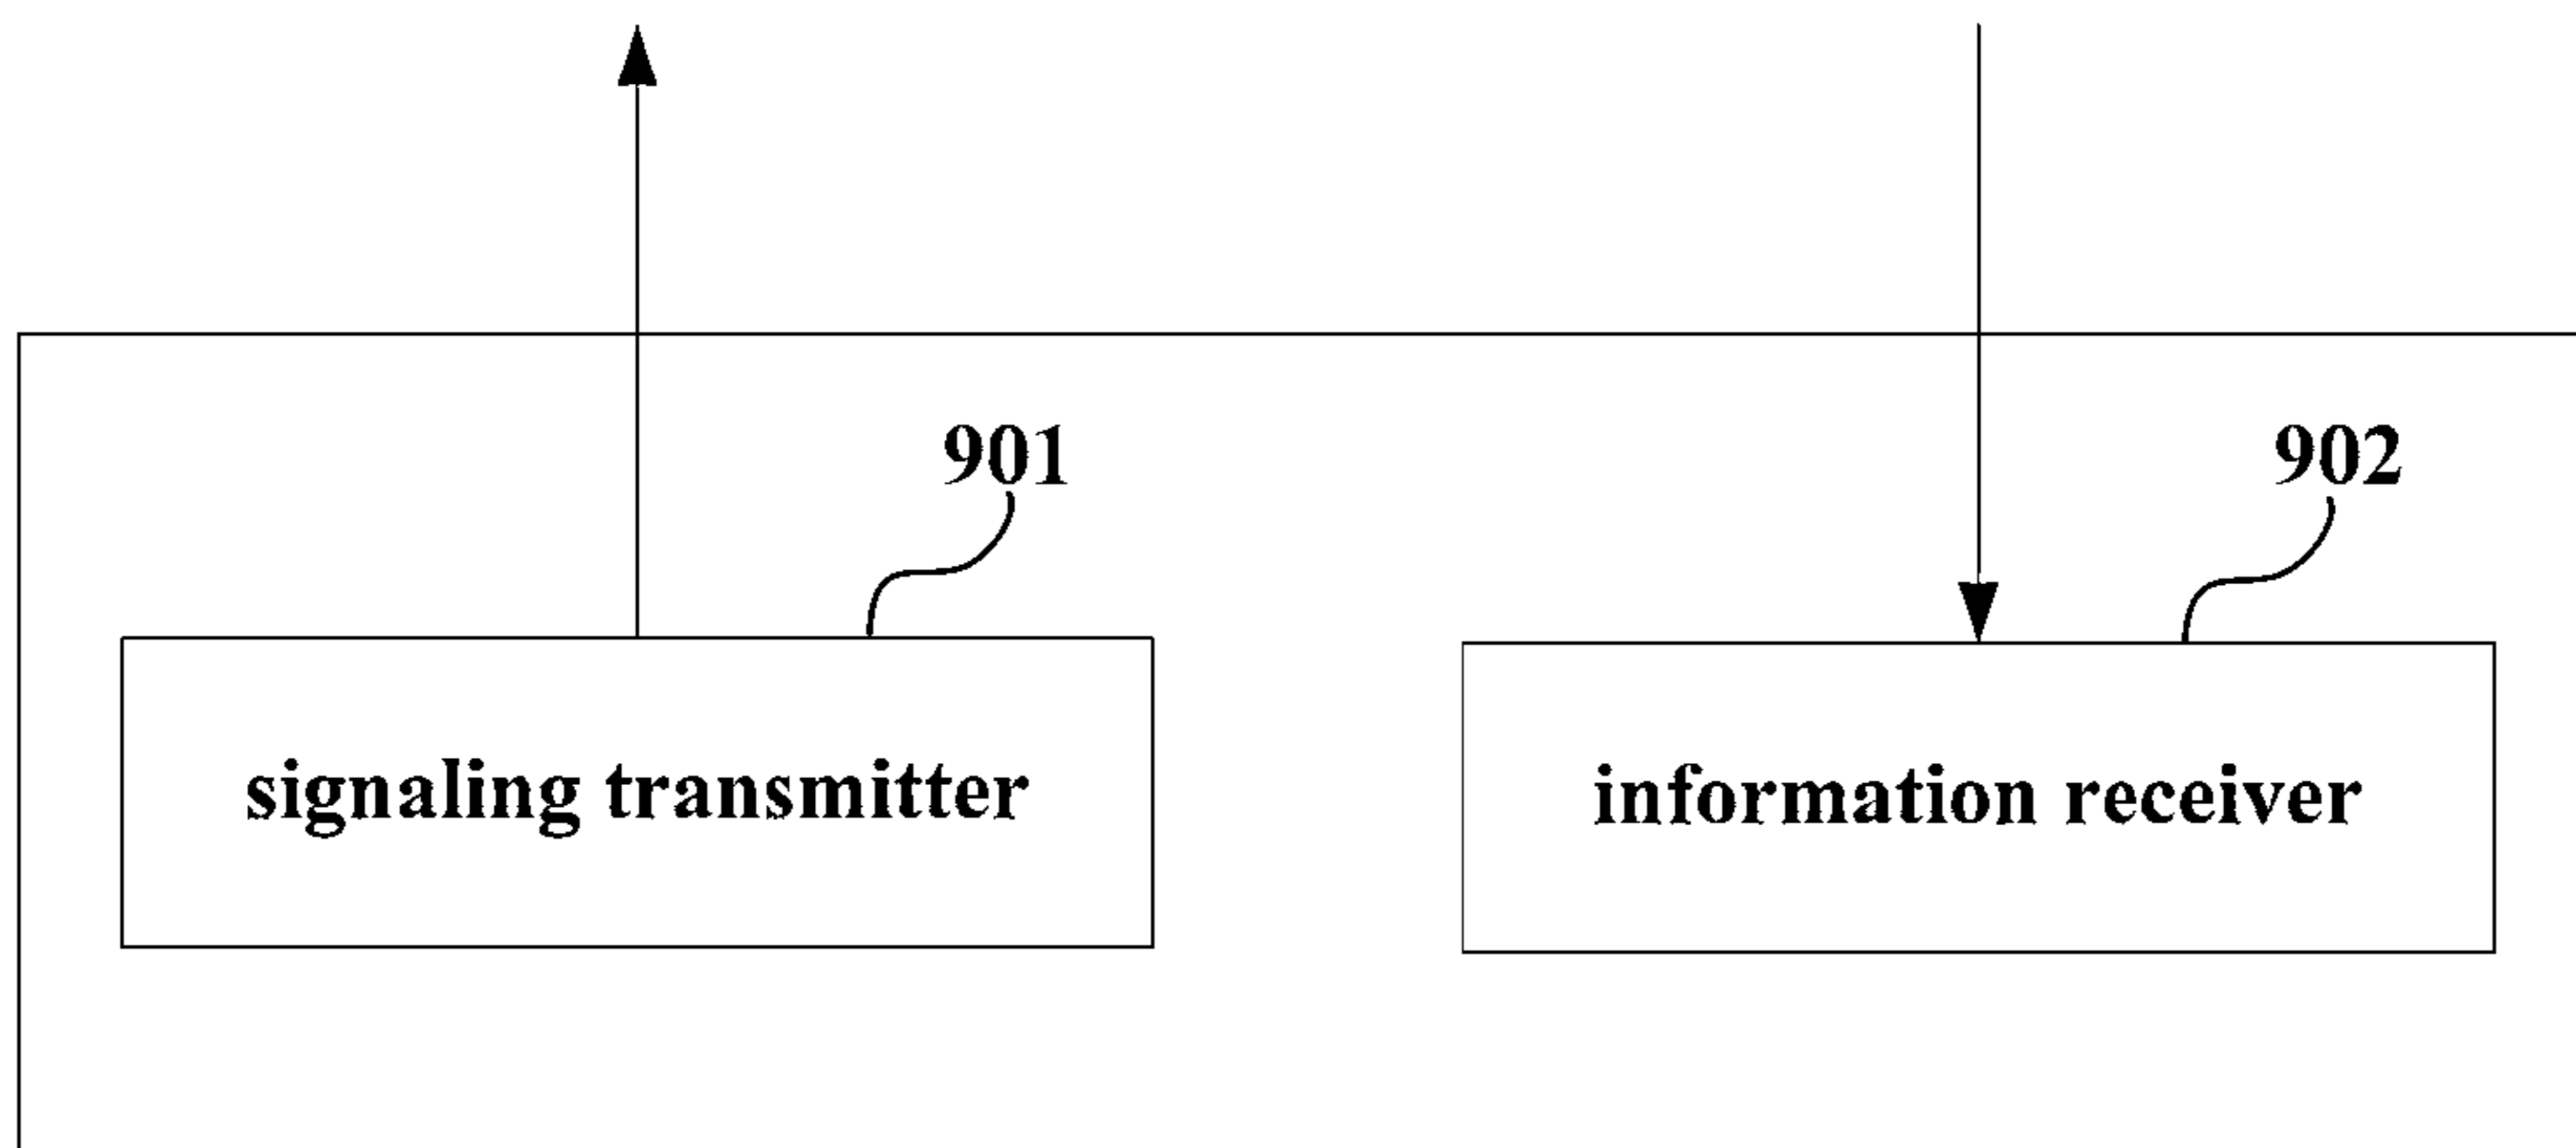 901
902
signaling transmitter
information receiver